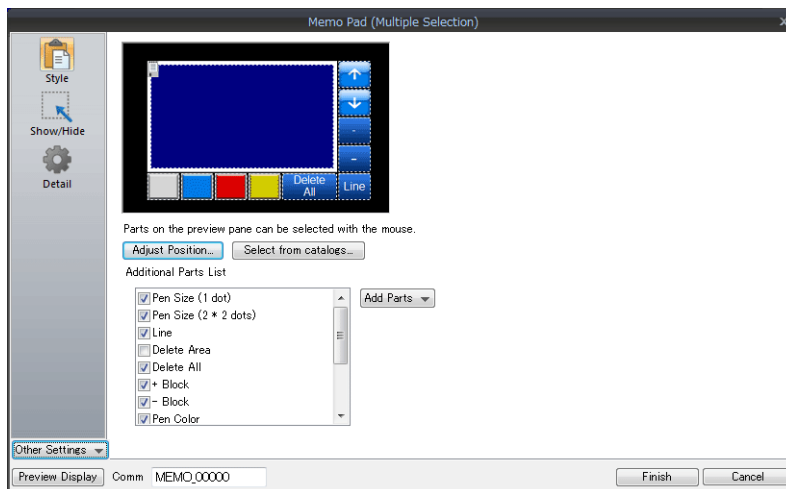 Memo Pad (Multiple Selection)
Style
Show/Hide
Detail
Delete All
Line
Parts on the preview pane can be selected with the mouse.
Adjust Position...
Select from catalogs...
Additional Parts List
Pen Size (1 dot)
Add Parts
Pen Size (2 * 2 dots)
Line
Delete Area
Delete All
+ Block
- Block
Pen Color
Other Settings
Preview Display
Comm
MEMO_00000
Finish
Cancel